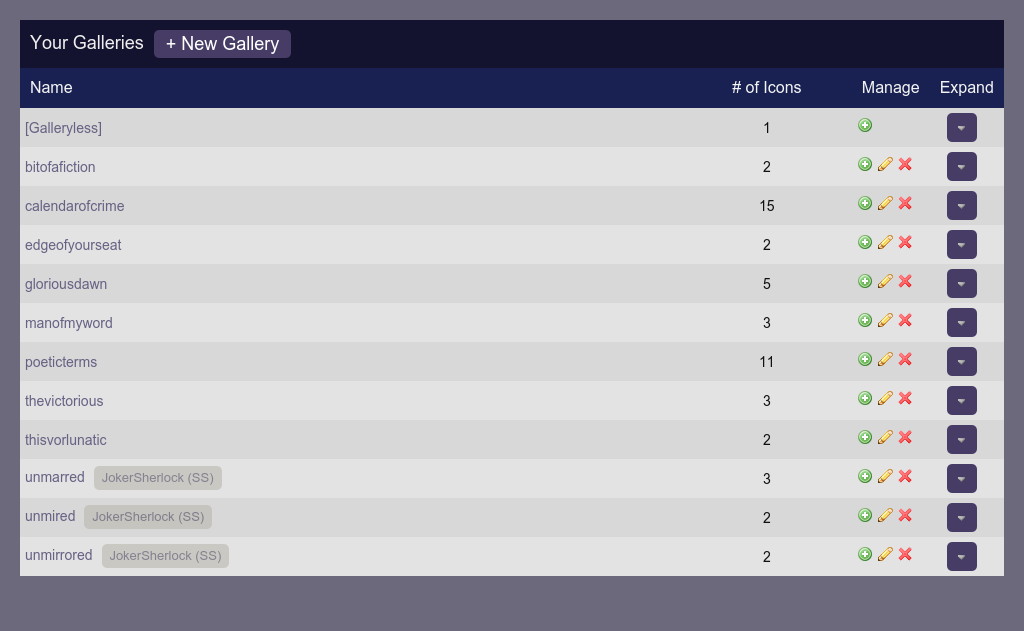 Your Galleries + New Gallery
Name # of Icons Manage Expand
[Galleryless] 1
bitofafiction 2
calendarofcrime 15
edgeofyourseat 2
gloriousdawn 5
manofmyword 3
poeticterms 11
thevictorious 3
thisvorlunatic 2
unmarred JokerSherlock (SS) 3
unmired JokerSherlock (SS) 2
unmirrored JokerSherlock (SS) 2